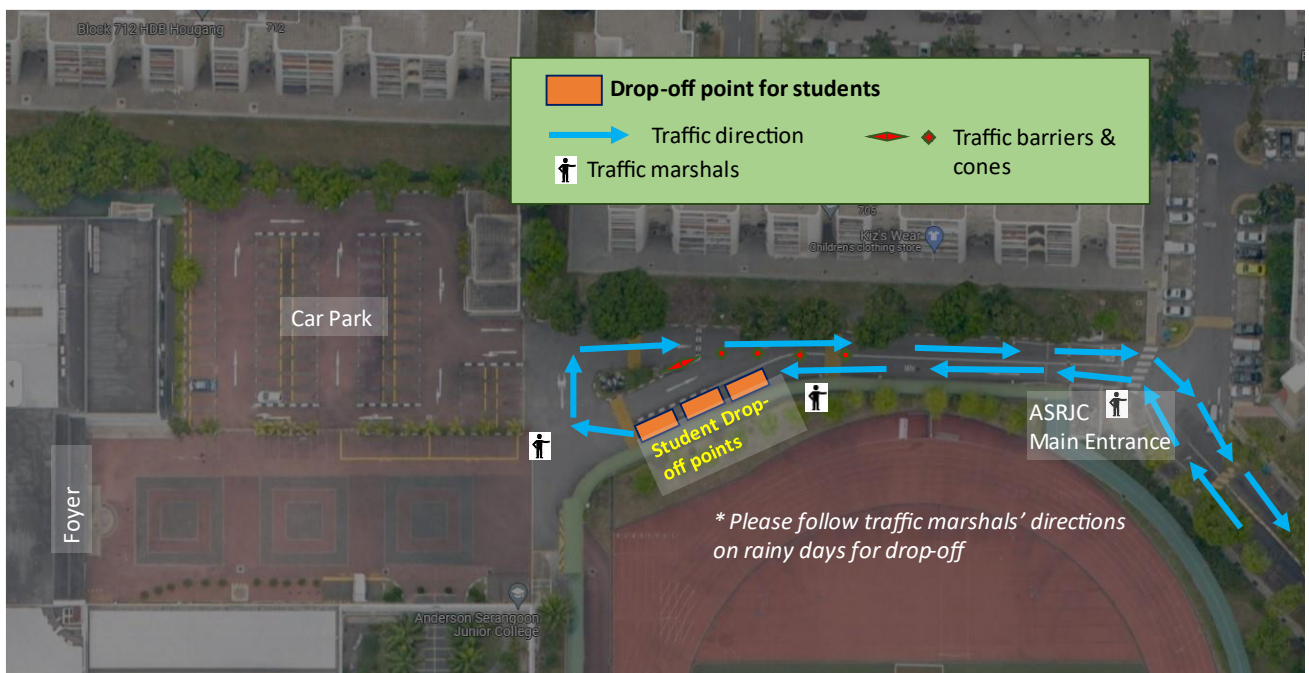 Block 712 HDB Hougang
712
Drop-off point for students
Traffic direction
Traffic barriers &
cones
Traffic marshals
705
Kiz's Wear
Children's clothing store
Car Park
Student Drop-
off points
ASRJC
Main Entrance
Foyer
* Please follow traffic marshals' directions
on rainy days for drop-off
Anderson Serangoon
Junior College